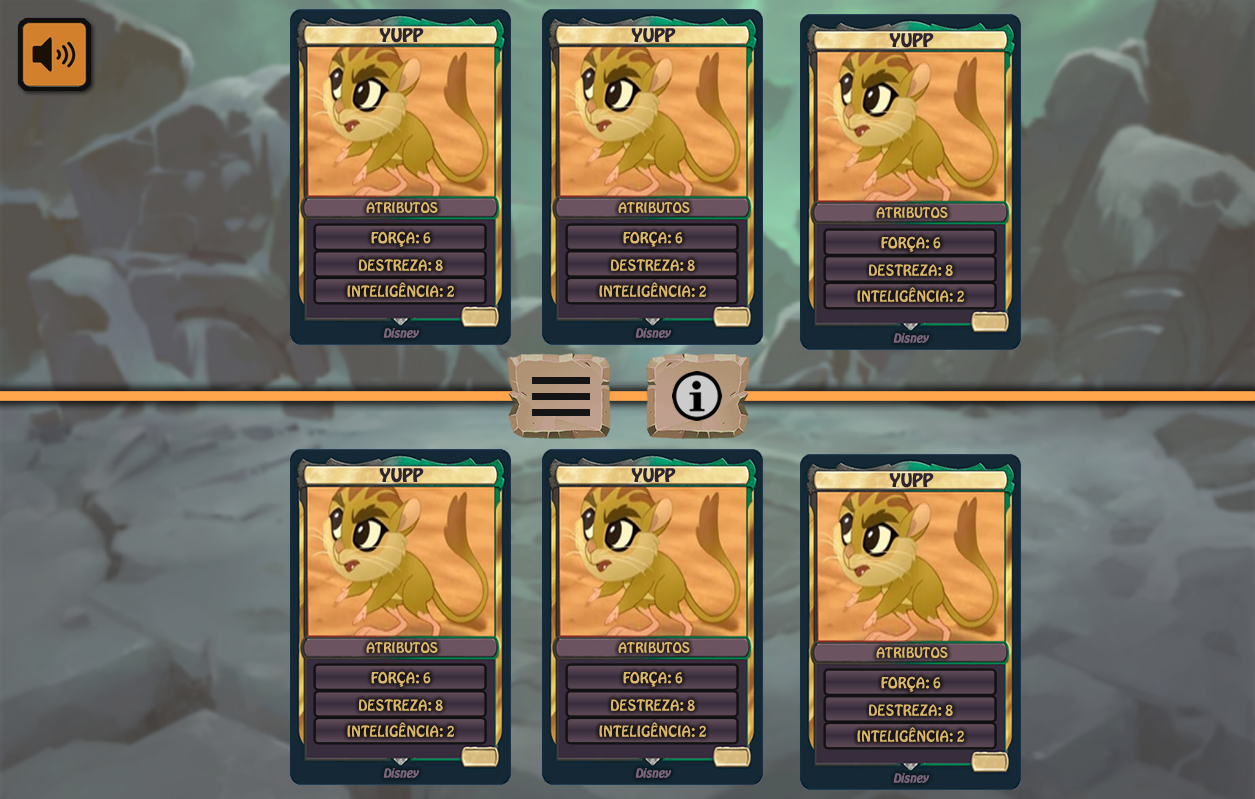 YUPP
ATRIBUTOS
FORÇA: 6
DESTREZA: 8
INTELIGÊNCIA: 2
Disney
YUPP
ATRIBUTOS
FORÇA: 6
DESTREZA: 8
INTELIGÊNCIA: 2
Disney
YUPP
ATRIBUTOS
FORÇA: 6
DESTREZA: 8
INTELIGÊNCIA: 2
Disney
i
YUPP
ATRIBUTOS
FORÇA: 6
DESTREZA: 8
INTELIGÊNCIA: 2
Disney
YUPP
ATRIBUTOS
FORÇA: 6
DESTREZA: 8
INTELIGÊNCIA: 2
Disney
YUPP
ATRIBUTOS
FORÇA: 6
DESTREZA: 8
INTELIGÊNCIA: 2
Disney